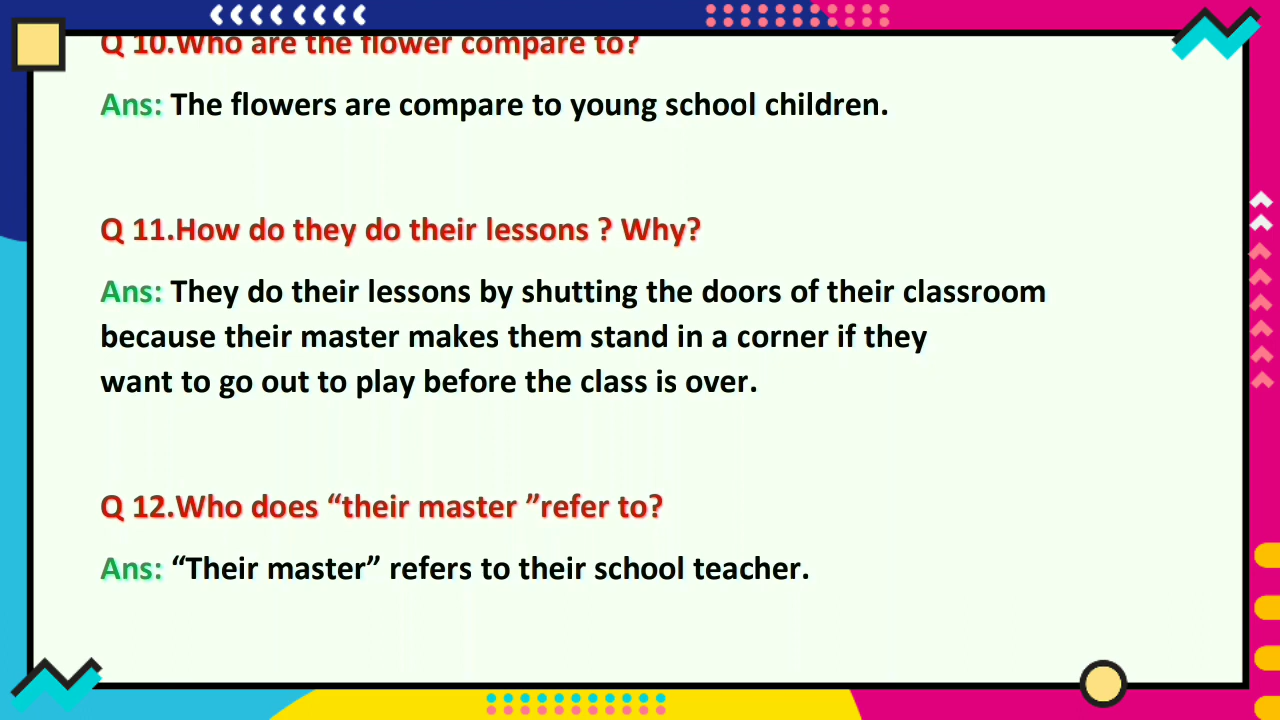 Q 10.Who are the flower compare to?
Ans: The flowers are compare to young school children.
Q 11.How do they do their lessons ? Why?
Ans: They do their lessons by shutting the doors of their classroom
because their master makes them stand in a corner if they
want to go out to play before the class is over.
Q 12.Who does “their master ”refer to?
Ans: “Their master” refers to their school teacher.